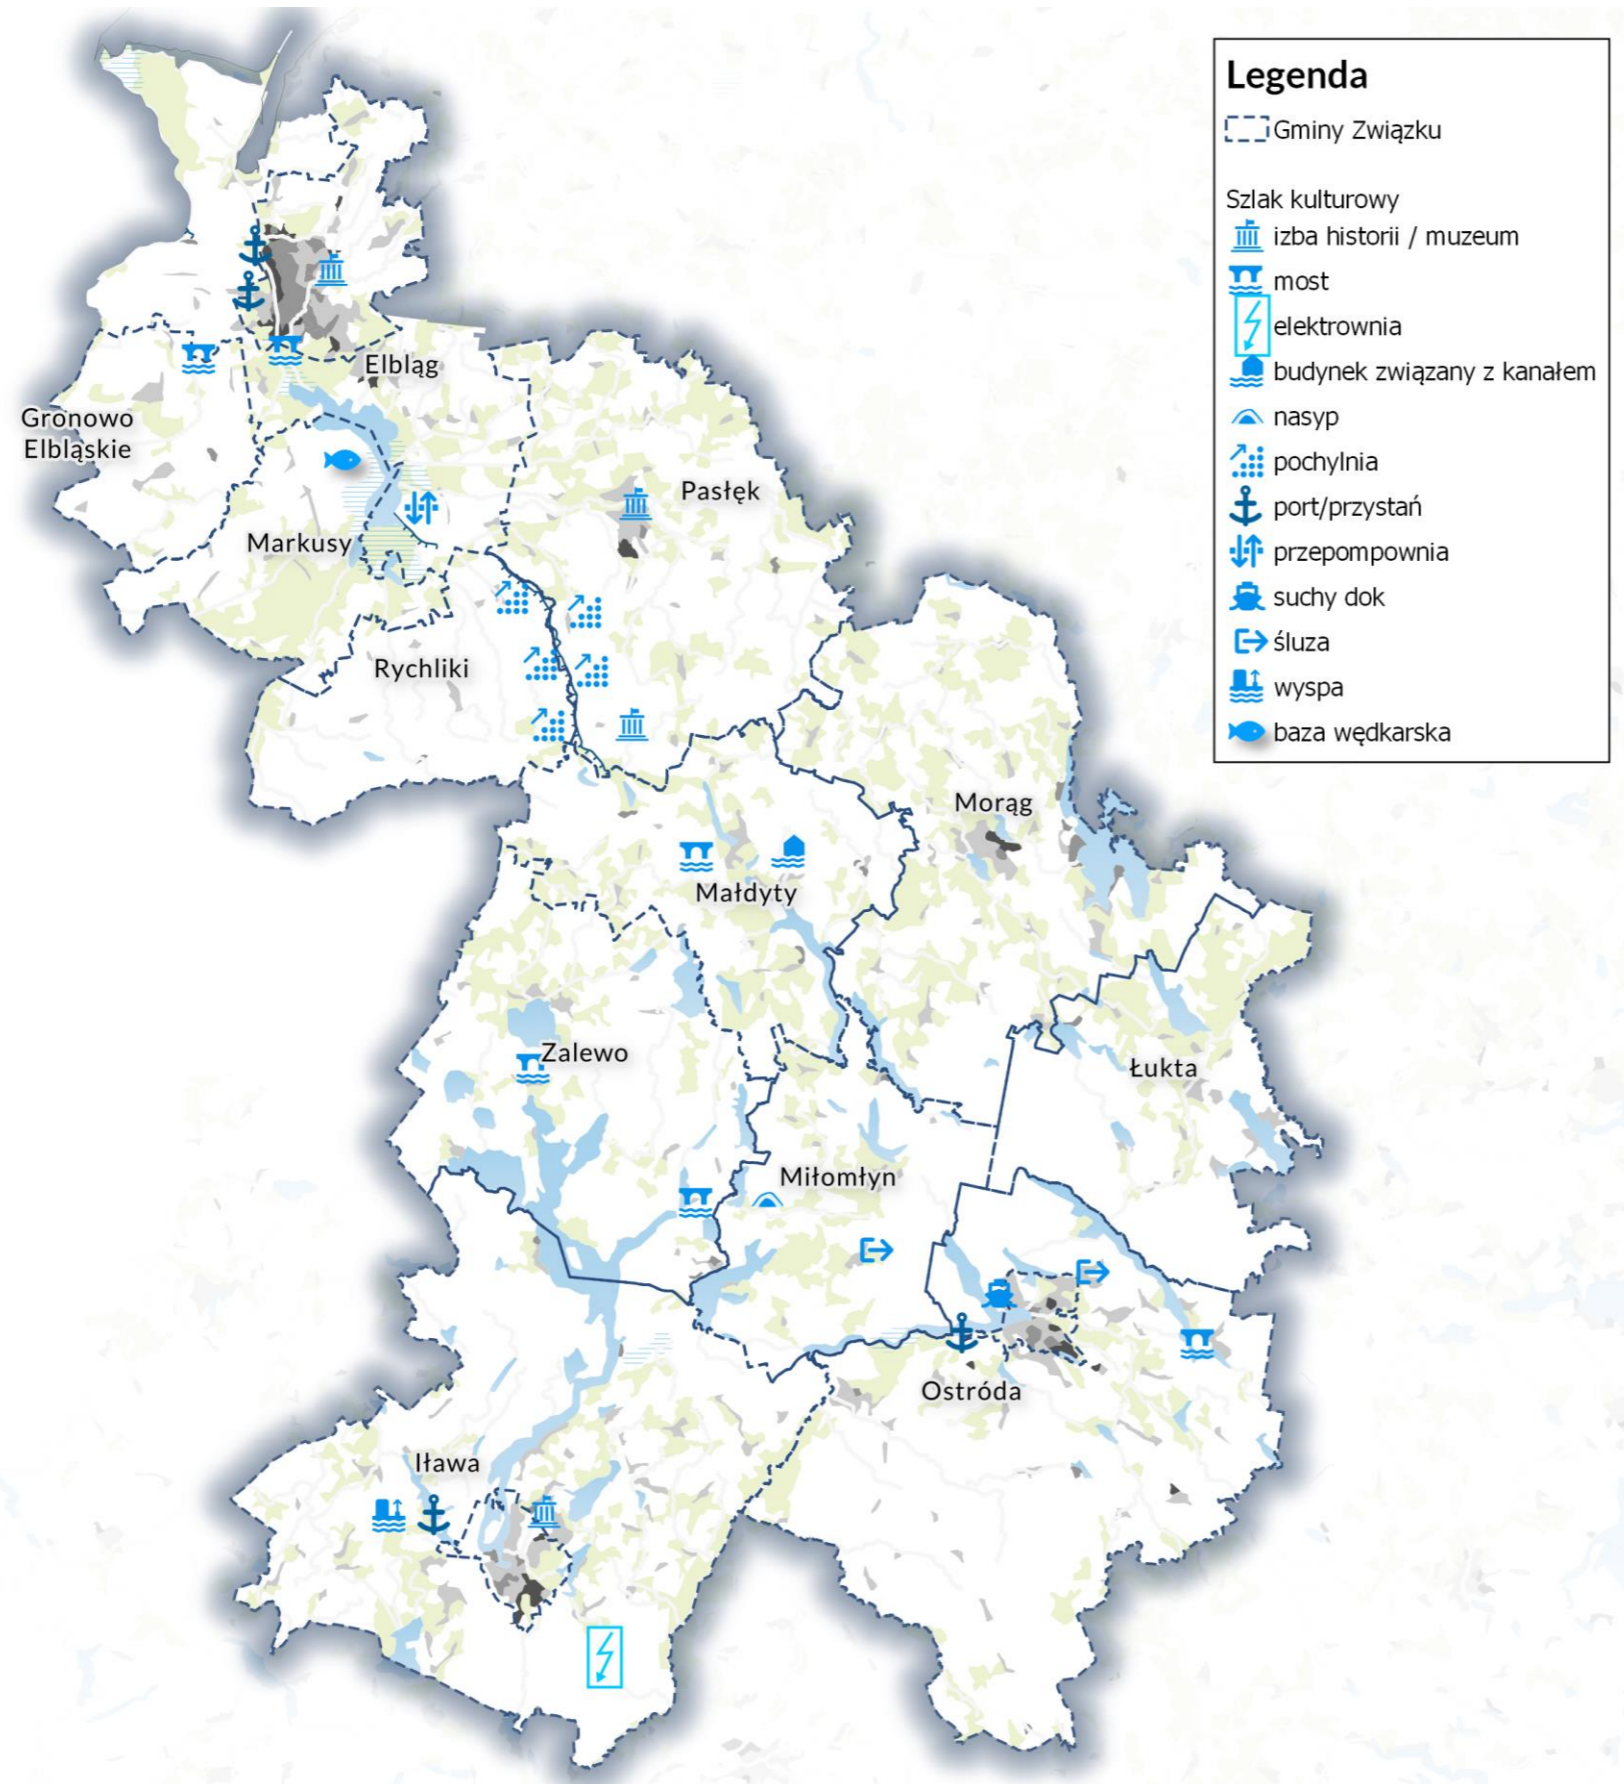 Legenda
Gminy Związku
Szlak kulturowy
izba historii / muzeum
most
elektrownia
budynek związany z kanałem
nasyp
pochylnia
port/przystań
przepompownia
suchy dok
śluza
wyspa
baza wędkarska
Elbląg
Gronowo
Elbląskie
Pasłęk
Markusy
Rychliki
Morąg
Małdyty
Zalewo
Łukta
Miłomłyn
Ostróda
Iława